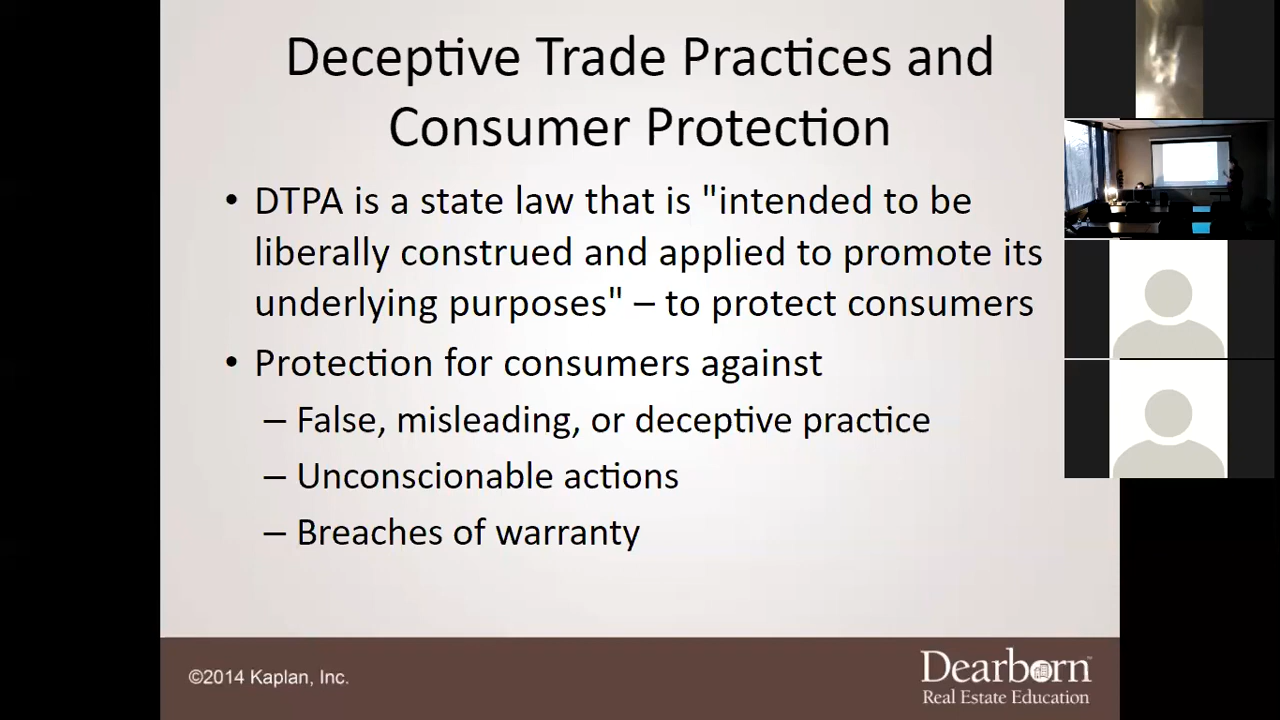 Deceptive Trade Practices and
Consumer Protection
• DTPA is a state law that is "intended to be
liberally construed and applied to promote its
underlying purposes" – to protect consumers
• Protection for consumers against
– False, misleading, or deceptive practice
– Unconscionable actions
– Breaches of warranty
©2014 Kaplan, Inc.
Dearborn™
Real Estate Education